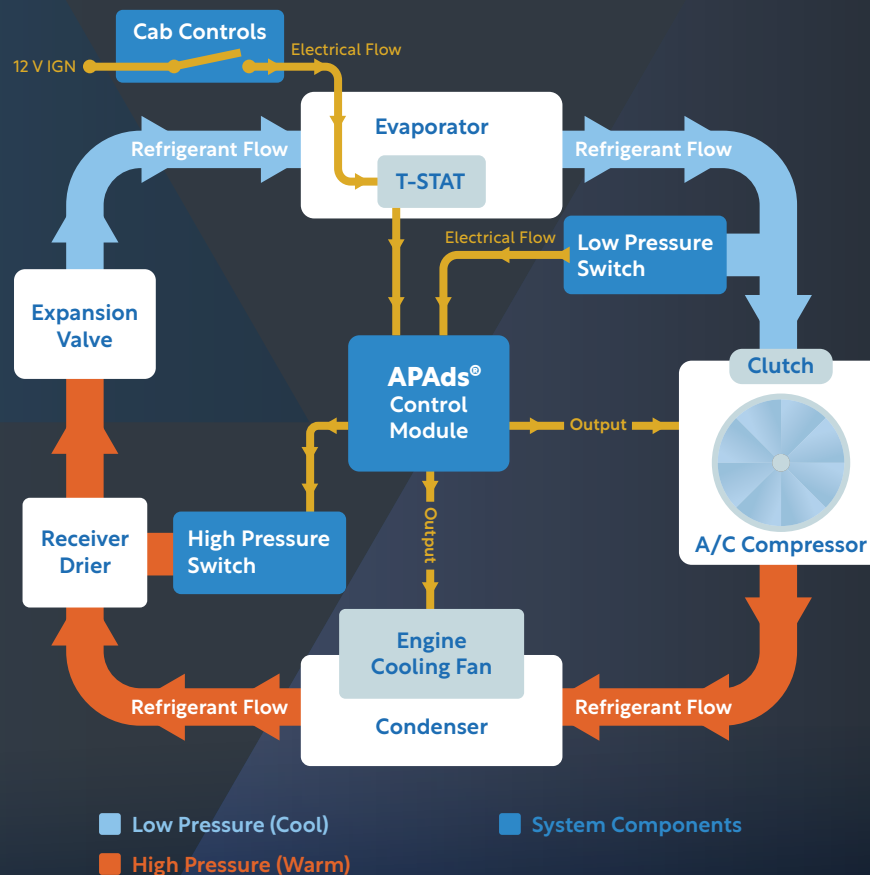 Cab Controls
12 V IGN
Electrical Flow
Evaporator
Refrigerant Flow
Refrigerant Flow
T-STAT
Electrical Flow
Low Pressure
Switch
Expansion
Valve
APAds®
Control
Module
Clutch
Output
Receiver
Drier
High Pressure
Switch
Output
A/C Compressor
Engine
Cooling Fan
Refrigerant Flow
Condenser
Refrigerant Flow
Low Pressure (Cool)
System Components
High Pressure (Warm)